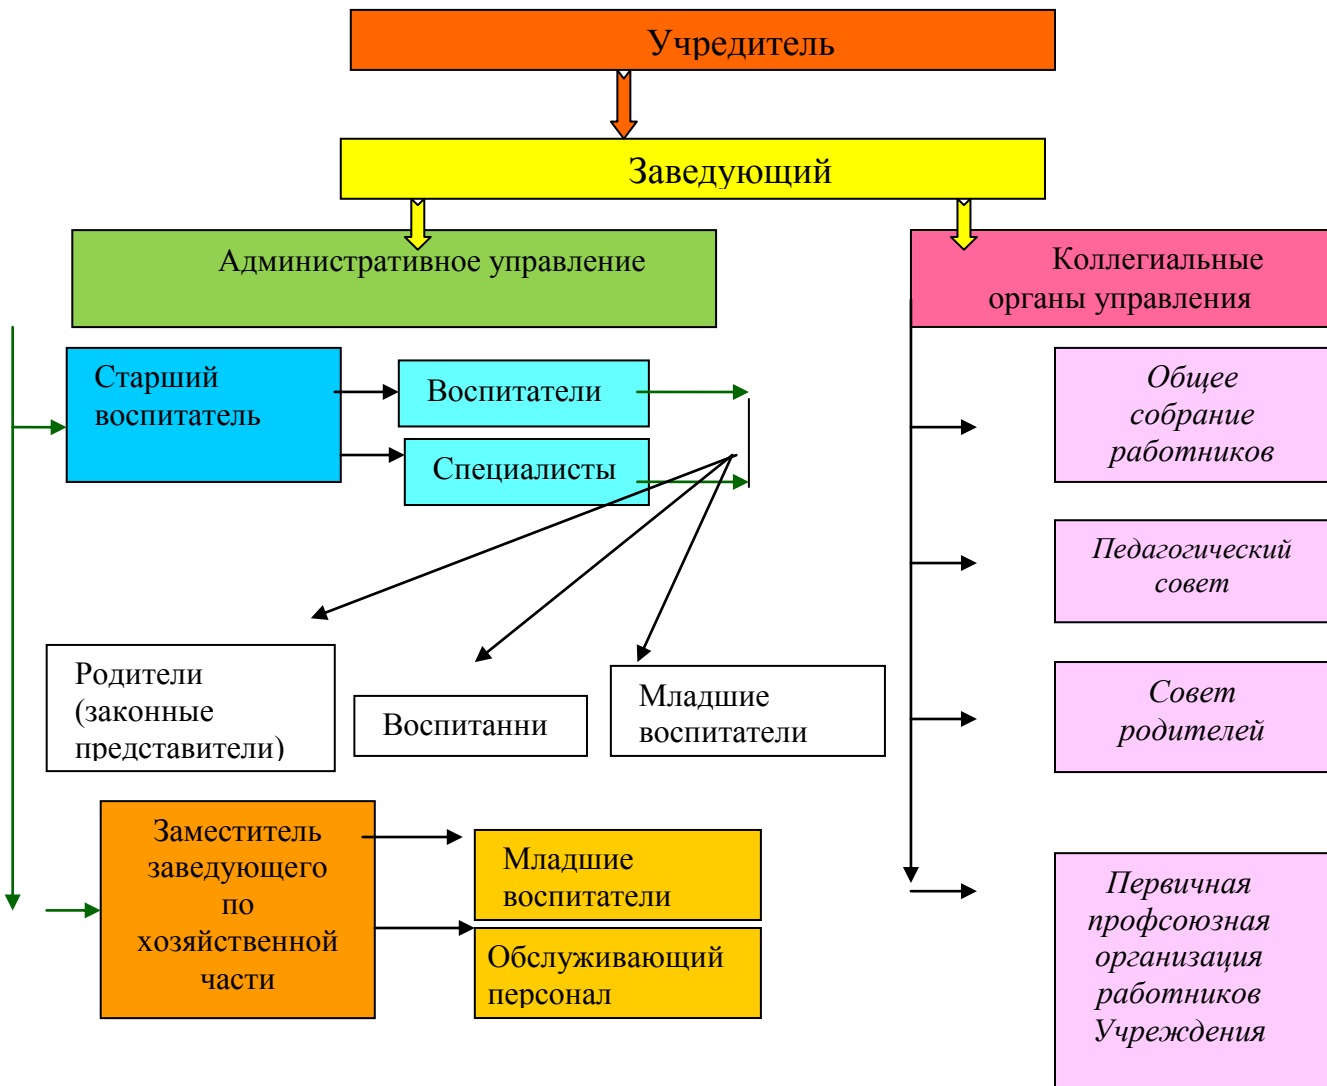 Учредитель
Заведующий
Административное управление
Коллегиальные
органы управления
Старший
воспитатель
Воспитатели
Специалисты
Общее
собрание
работников
Педагогический
совет
Родители
(законные
представители)
Воспитанни
Младшие
воспитатели
Совет
родителей
Заместитель
заведующего
по
хозяйственной
части
Младшие
воспитатели
Обслуживающий
персонал
Первичная
профсоюзная
организация
работников
Учреждения